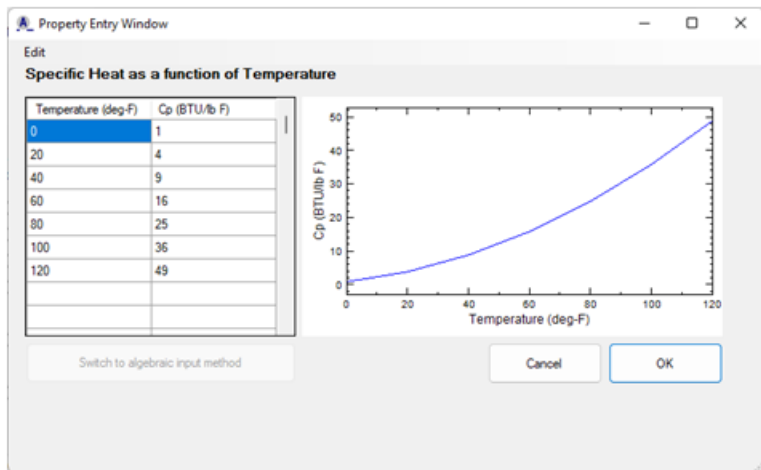 Property Entry Window
Edit
Specific Heat as a function of Temperature
Temperature (deg-F) Cp (BTU/lb F)
0 1
20 4
40 9
60 16
80 25
100 36
120 49
50
40
30
20
10
0
Cp (BTU/lb F)
0 20 40 60 80 100 120
Temperature (deg-F)
Switch to algebraic input method
Cancel OK